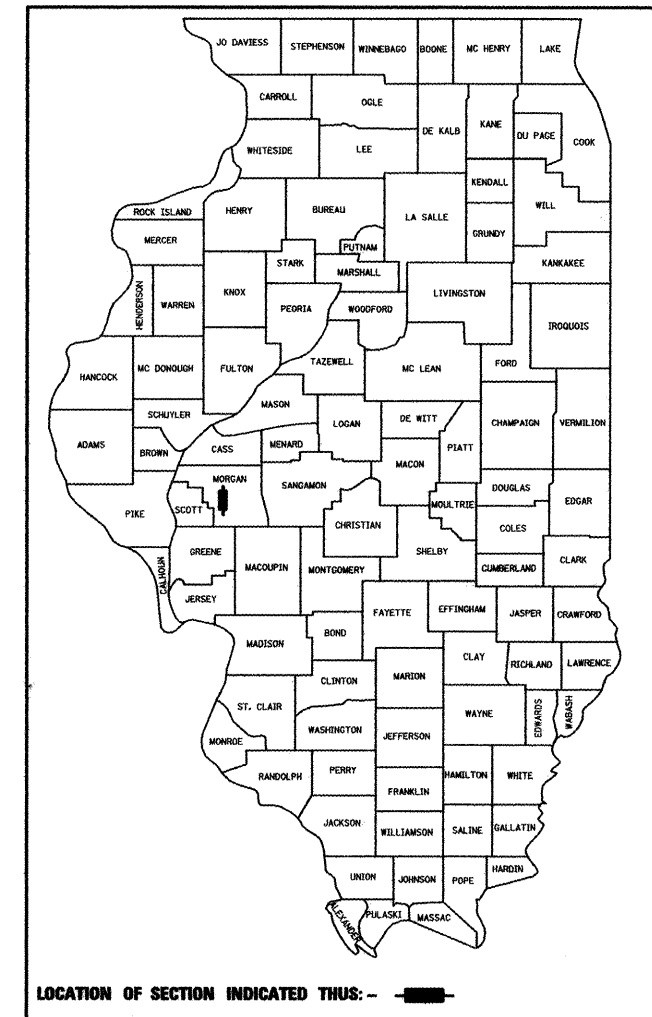 JO DAVIESS STEPHENSON WINNEBAGO BOONE MC HENRY LAKE
CARROLL OGLE DE KALB KANE DU PAGE COOK
WHITESIDE LEE
KENDALL
ROCK ISLAND HENRY BUREAU LA SALLE WILL
GRUNDY
MERCER PUTNAM
STARK MARSHALL KANKAKEE
HENDERSON WARREN KNOX PEORIA WOODFORD LIVINGSTON IROQUOIS
HANCOCK MC DONOUGH FULTON TAZEWELL MC LEAN FORD
MASON
SCHUYLER LOGAN DE WITT CHAMPAIGN VERMILION
ADAMS BROWN CASS MENARD PIATT
MACON
PIKE SCOTT MORGAN SANGAMON MOULTRIE DOUGLAS EDGAR
CHRISTIAN COLES
GREENE MACOUPIN MONTGOMERY SHELBY CUMBERLAND CLARK
CALHOUN JERSEY
FAYETTE EFFINGHAM JASPER CRAWFORD
MADISON BOND
CLINTON MARION CLAY RICHLAND LAWRENCE
ST. CLAIR WASHINGTON JEFFERSON WAYNE EDWARDS WABASH
MONROE
RANDOLPH PERRY HAMILTON WHITE
FRANKLIN
JACKSON WILLIAMSON SALINE GALLATIN
UNION JOHNSON POPE HARDIN
ALEXANDER PULASKI MASSAC
LOCATION OF SECTION INDICATED THUS:-